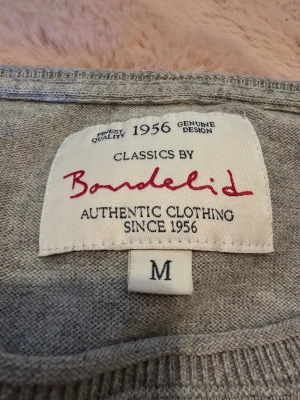 FINEST QUALITY 1956 GENUINE DESIGN
CLASSICS BY
Bondelid
AUTHENTIC CLOTHING
SINCE 1956
M